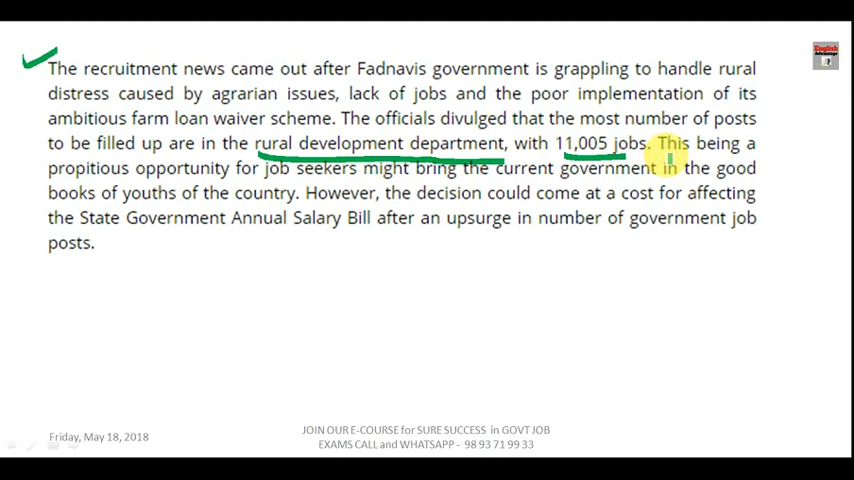 English
Advantage
The recruitment news came out after Fadnavis government is grappling to handle rural
distress caused by agrarian issues, lack of jobs and the poor implementation of its
ambitious farm loan waiver scheme. The officials divulged that the most number of posts
to be filled up are in the rural development department, with 11,005 jobs. This being a
propitious opportunity for job seekers might bring the current government in the good
books of youths of the country. However, the decision could come at a cost for affecting
the State Government Annual Salary Bill after an upsurge in number of government job
posts.
Friday, May 18, 2018
JOIN OUR E-COURSE for SURE SUCCESS in GOVT JOB
EXAMS CALL and WHATSAPP - 98 93 71 99 33